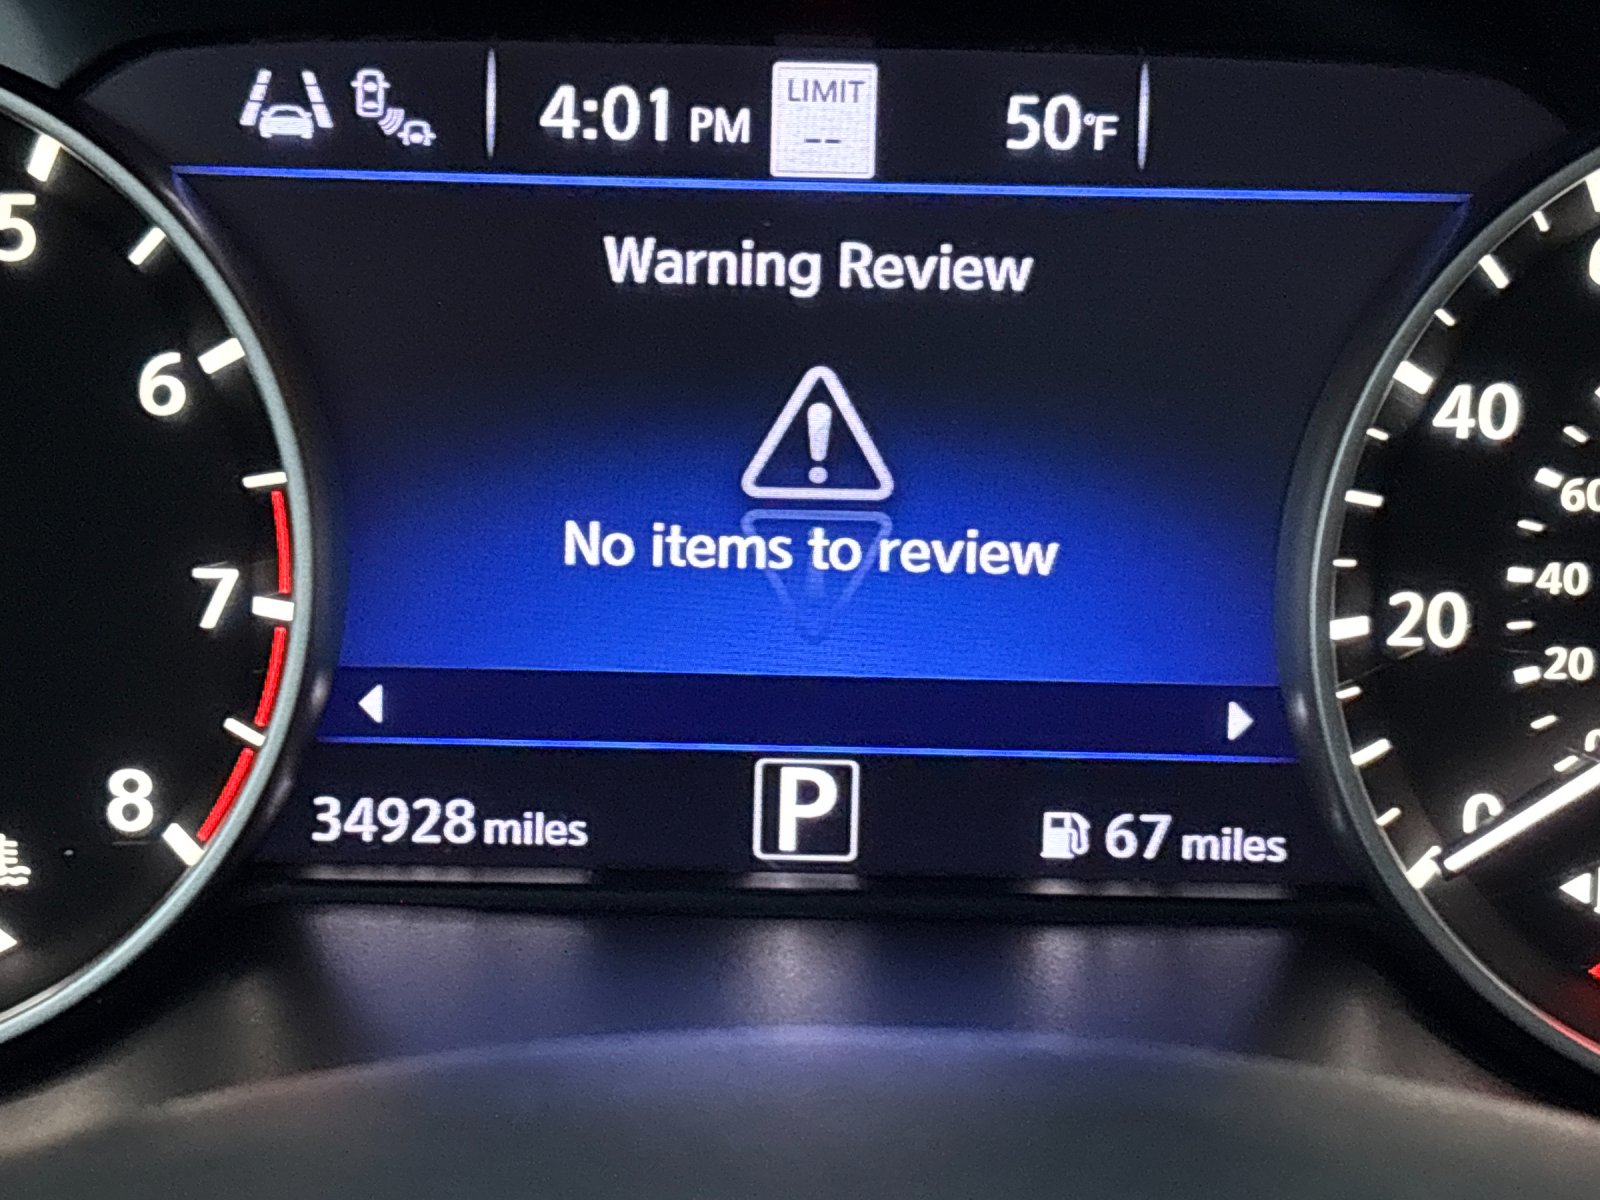 4:01 PM
LIMIT
--
50°F
Warning Review
No items to review
34928 miles
P
67 miles
5
6
7
8
40
20
0
60
40
20